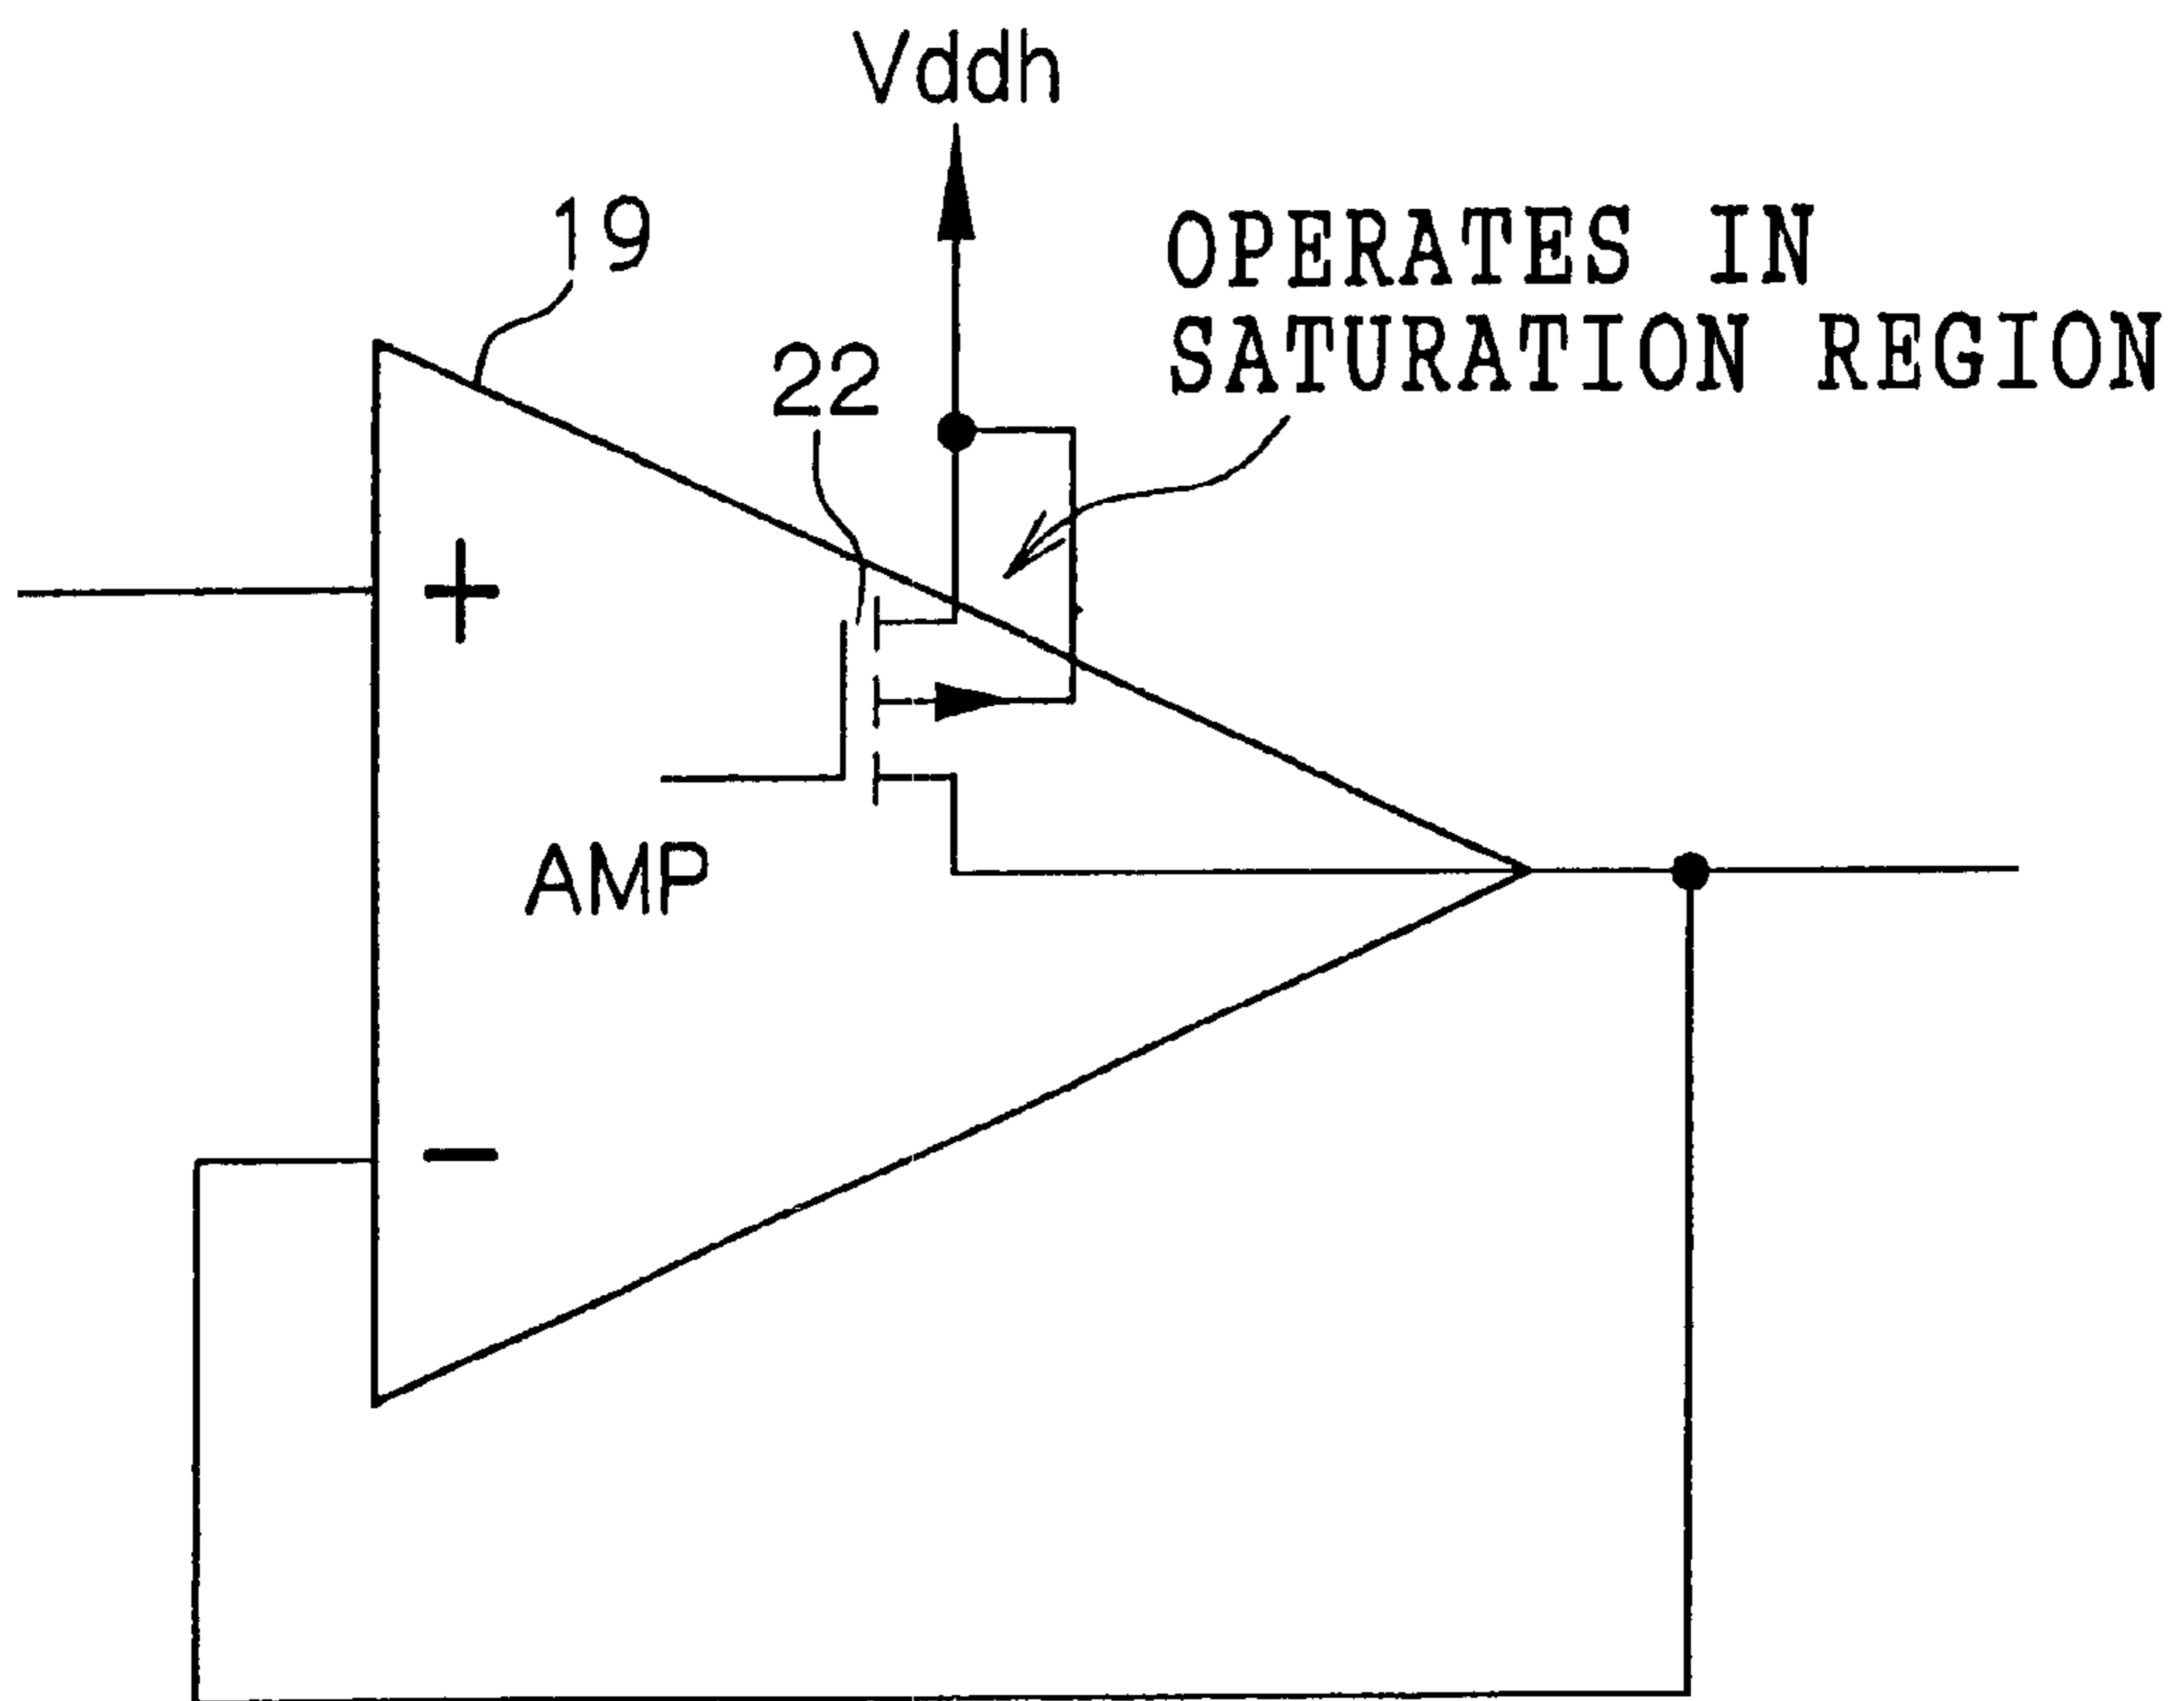 Vddh
19
OPERATES IN
SATURATION REGION
22
+
AMP
−